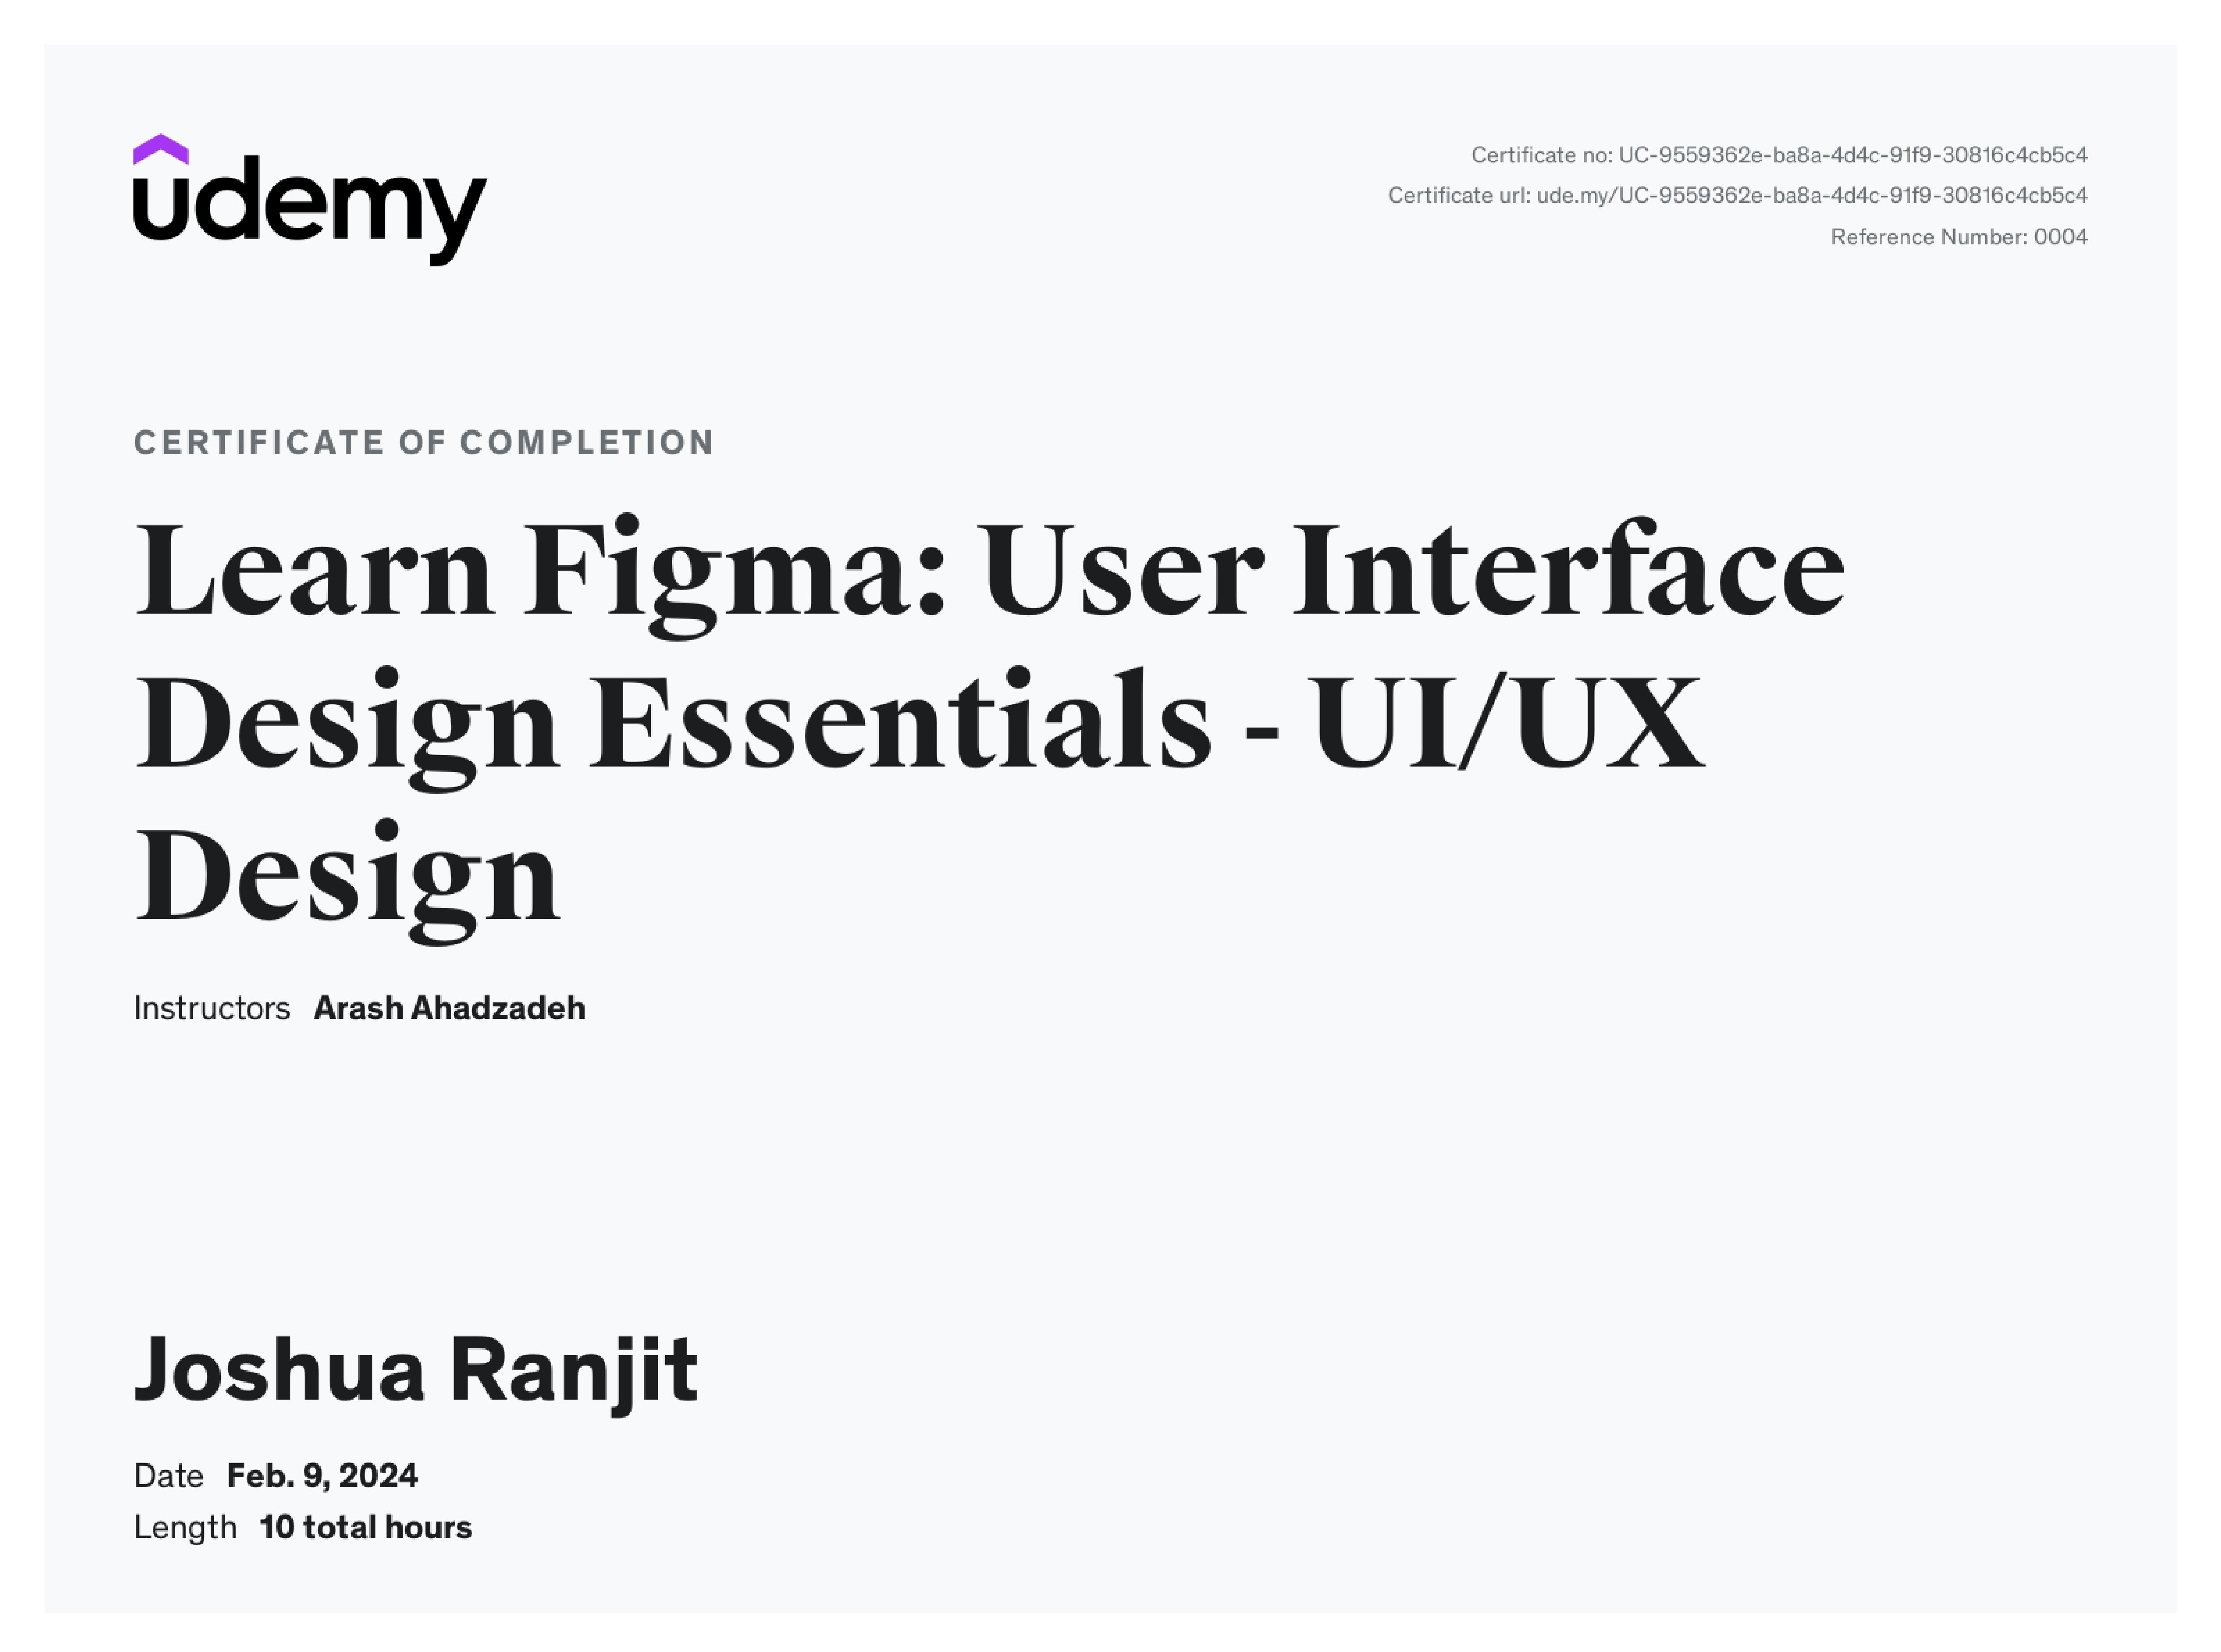 udemy
Certificate no: UC-9559362e-ba8a-4d4c-91f9-30816c4cb5c4
Certificate url: ude.my/UC-9559362e-ba8a-4d4c-91f9-30816c4cb5c4
Reference Number: 0004
CERTIFICATE OF COMPLETION
Learn Figma: User Interface
Design Essentials - UI/UX
Design
Instructors Arash Ahadzadeh
Joshua Ranjit
Date Feb. 9, 2024
Length 10 total hours